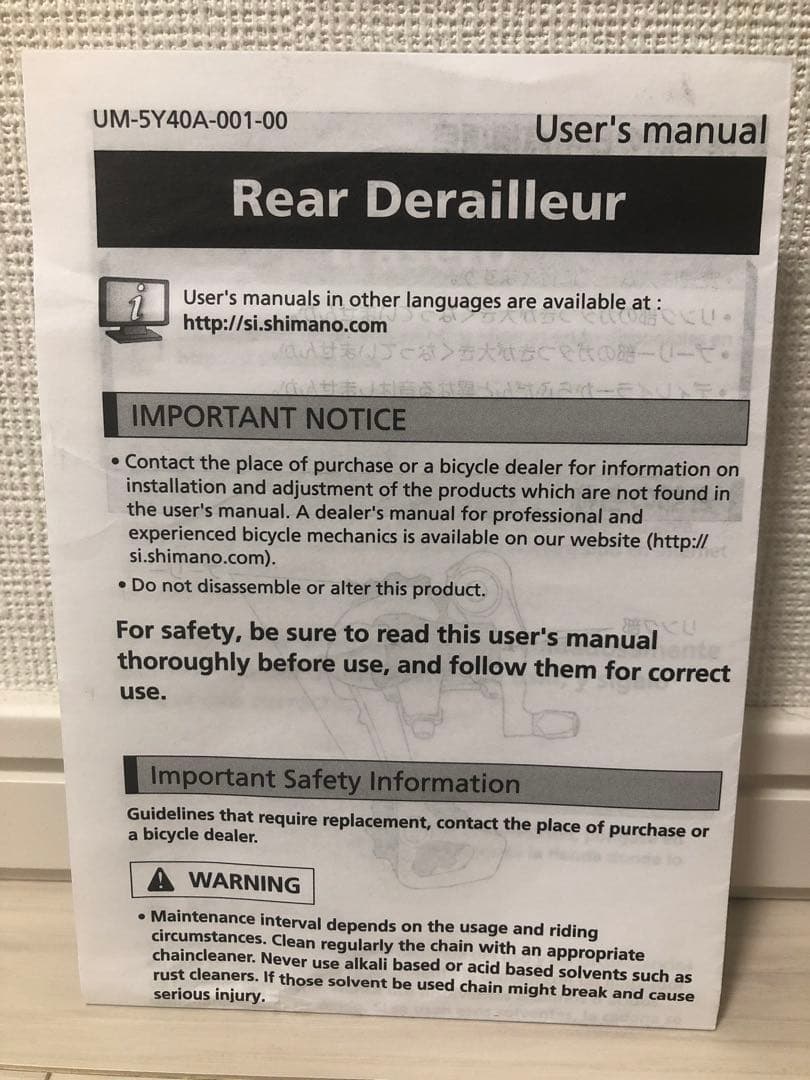 UM-5Y40A-001-00
User's manual
Rear Derailleur
User's manuals in other languages are available at :
http://si.shimano.com
IMPORTANT NOTICE
• Contact the place of purchase or a bicycle dealer for information on
installation and adjustment of the products which are not found in
the user's manual. A dealer's manual for professional and
experienced bicycle mechanics is available on our website (http://
si.shimano.com).
• Do not disassemble or alter this product.
For safety, be sure to read this user's manual
thoroughly before use, and follow them for correct
use.
Important Safety Information
Guidelines that require replacement, contact the place of purchase or
a bicycle dealer.
WARNING
• Maintenance interval depends on the usage and riding
circumstances. Clean regularly the chain with an appropriate
chaincleaner. Never use alkali based or acid based solvents such as
rust cleaners. If those solvent be used chain might break and cause
serious injury.